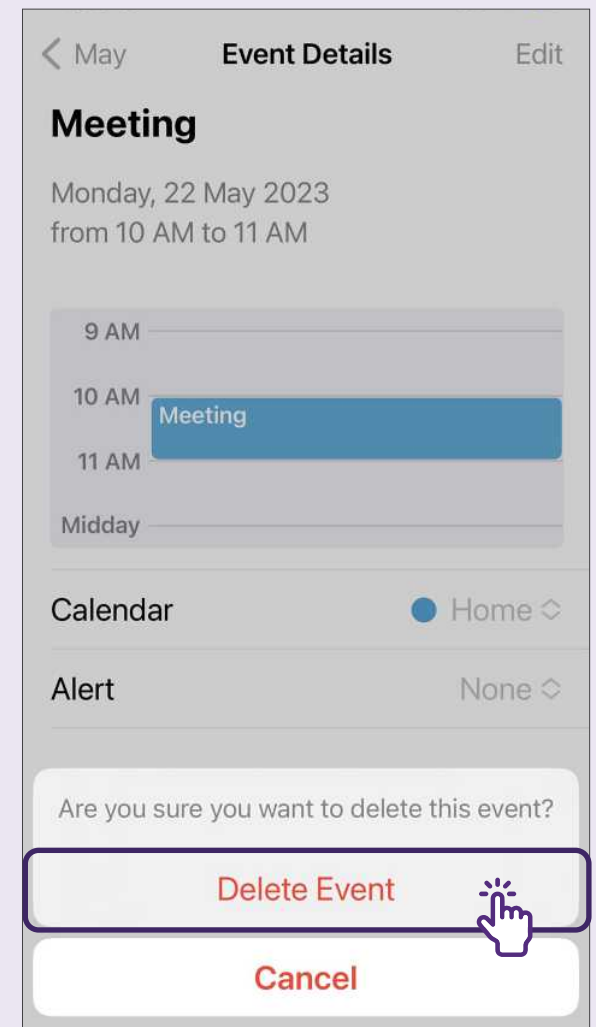 May Event Details Edit
Meeting
Monday, 22 May 2023
from 10 AM to 11 AM
9 AM
10 AM
Meeting
11 AM
Midday
Calendar Home
Alert None
Are you sure you want to delete this event?
Delete Event
Cancel